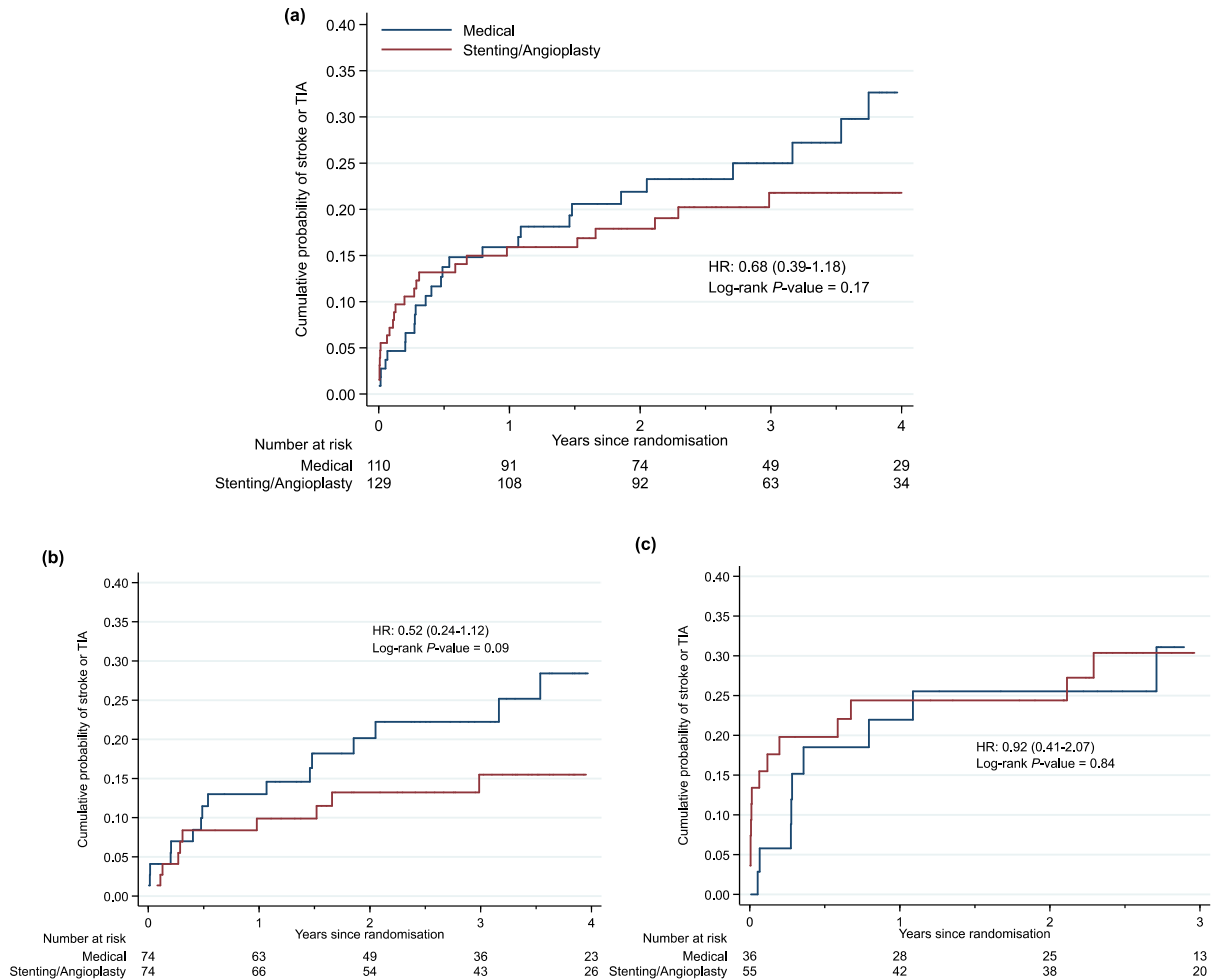 (a)
Medical
Stenting/Angioplasty
0.40
0.35
0.30
0.25
0.20
0.15
0.10
0.05
0.00
Cumulative probability of stroke or TIA
HR: 0.68 (0.39-1.18)
Log-rank P-value = 0.17
0 1 2 3 4
Years since randomisation
Number at risk
Medical 110 91 74 49 29
Stenting/Angioplasty 129 108 92 63 34
(b)
0.40
0.35
0.30
0.25
0.20
0.15
0.10
0.05
0.00
Cumulative probability of stroke or TIA
HR: 0.52 (0.24-1.12)
Log-rank P-value = 0.09
0 1 2 3 4
Years since randomisation
Number at risk
Medical 74 63 49 36 23
Stenting/Angioplasty 74 66 54 43 26
(c)
0.40
0.35
0.30
0.25
0.20
0.15
0.10
0.05
0.00
Cumulative probability of stroke or TIA
HR: 0.92 (0.41-2.07)
Log-rank P-value = 0.84
0 1 2 3
Years since randomisation
Number at risk
Medical 36 28 25 13
Stenting/Angioplasty 55 42 38 20